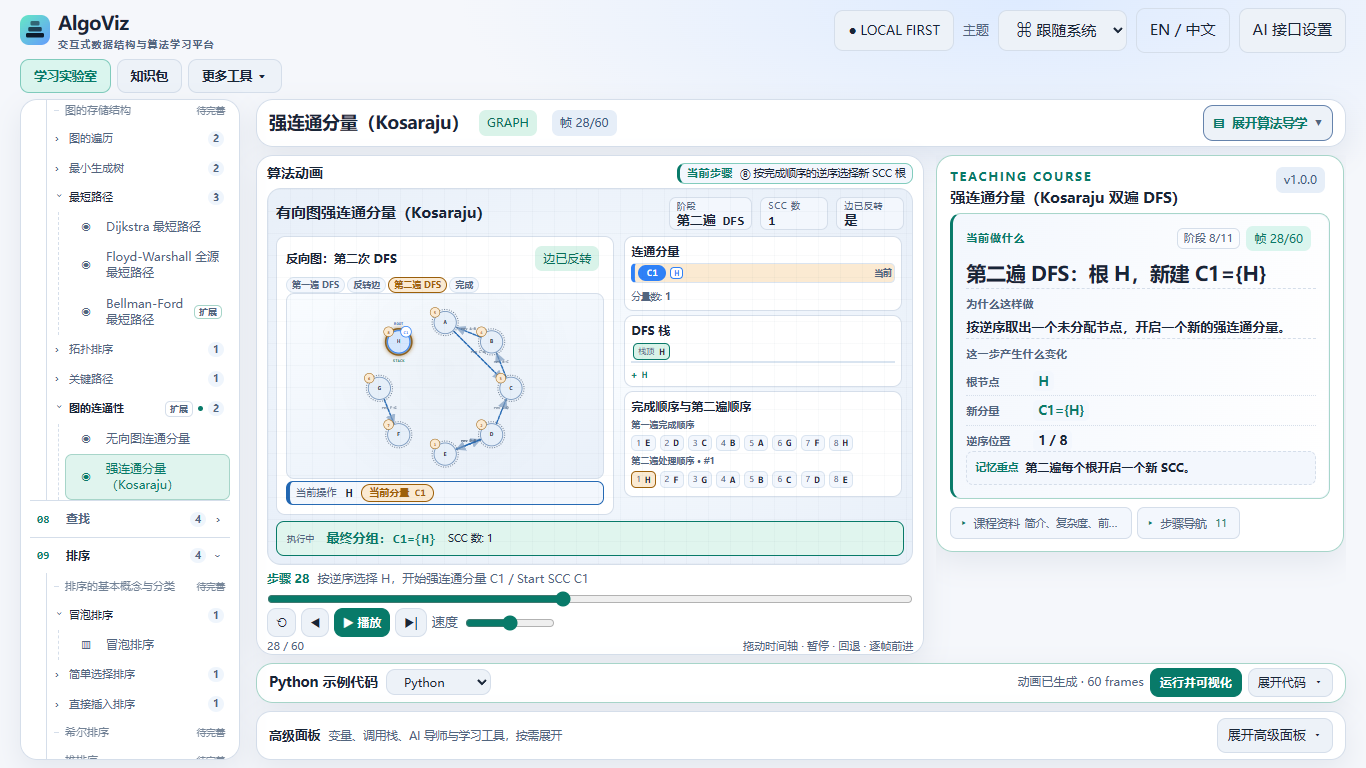 AlgoViz
交互式数据结构与算法学习平台
● LOCAL FIRST
主题
⌘ 跟随系统
EN / 中文
AI 接口设置
学习实验室
知识包
更多工具
图的存储结构 待完善
图的遍历 2
最小生成树 2
最短路径 3
Dijkstra 最短路径
Floyd-Warshall 全源
最短路径
Bellman-Ford
最短路径 扩展
拓扑排序 1
关键路径 1
图的连通性 扩展 2
无向图连通分量
强连通分量
（Kosaraju）
08 查找 4
09 排序 4
排序的基本概念与分类 待完善
冒泡排序 1
冒泡排序
简单选择排序 1
直接插入排序 1
希尔排序 待完善
强连通分量（Kosaraju）
GRAPH
帧 28/60
展开算法导学
算法动画
当前步骤 ⑧ 按完成顺序的逆序选择新 SCC 根
有向图强连通分量（Kosaraju）
阶段
第二遍 DFS
SCC 数
1
边已反转
是
反向图：第二次 DFS
边已反转
第一遍 DFS 反转边 第二遍 DFS 完成
A
B
C
D
E
F
G
H
当前操作 H 当前分量 C1
连通分量
C1 H 当前
分量数: 1
DFS 栈
栈顶 H
+ H
完成顺序与第二遍顺序
第一遍完成顺序
1 E 2 D 3 C 4 B 5 A 6 G 7 F 8 H
第二遍处理顺序 • #1
1 H 2 F 3 G 4 A 5 B 6 C 7 D 8 E
执行中 最终分组: C1={H} SCC 数: 1
步骤 28 按逆序选择 H，开始强连通分量 C1 / Start SCC C1
▶ 播放
速度
28 / 60
拖动时间轴 · 暂停 · 回退 · 逐帧前进
TEACHING COURSE
强连通分量（Kosaraju 双遍 DFS）
v1.0.0
当前做什么
阶段 8/11
帧 28/60
第二遍 DFS：根 H，新建 C1={H}
为什么这样做
按逆序取出一个未分配节点，开启一个新的强连通分量。
这一步产生什么变化
根节点 H
新分量 C1={H}
逆序位置 1 / 8
记忆重点 第二遍每个根开启一个新 SCC。
课程资料 简介、复杂度、前...
步骤导航 11
Python 示例代码
Python
动画已生成 · 60 frames
运行并可视化
展开代码
高级面板 变量、调用栈、AI 导师与学习工具，按需展开
展开高级面板